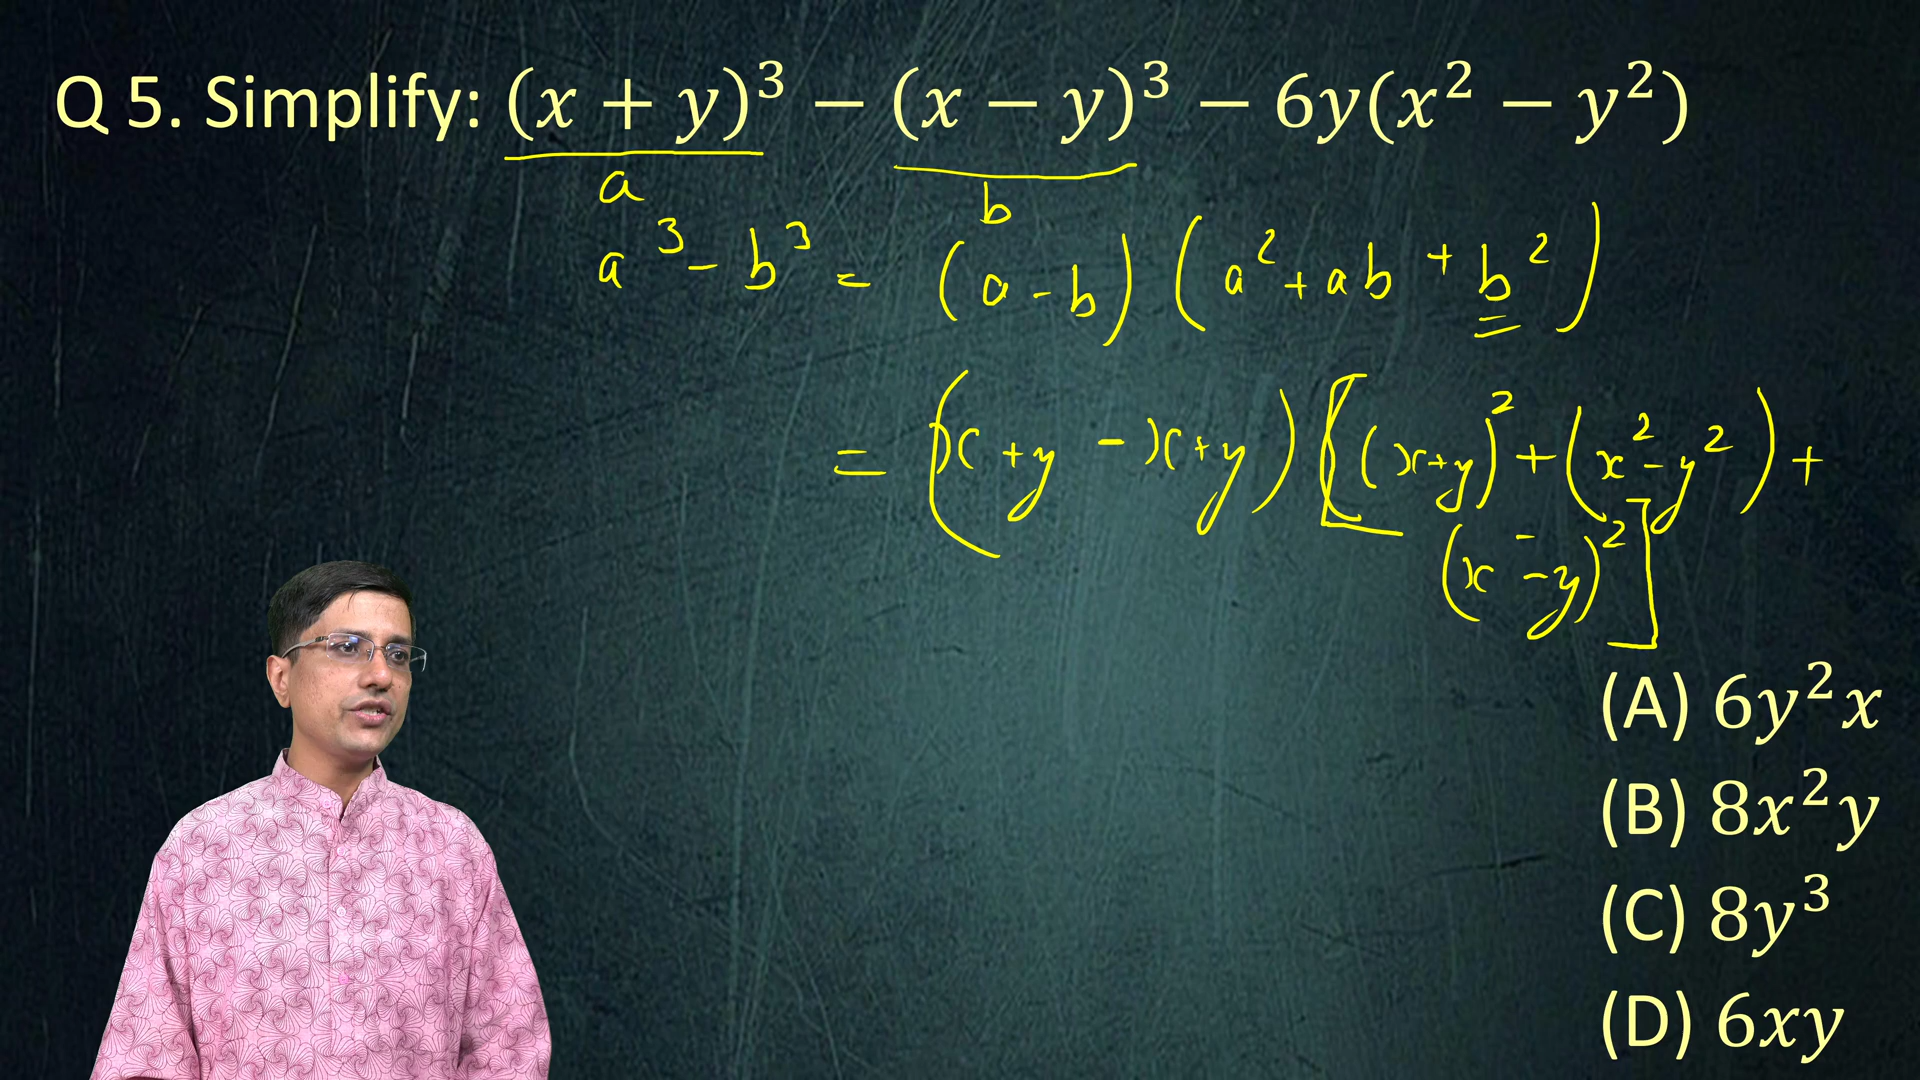 Q 5. Simplify: (x + y)³ − (x − y)³ − 6y(x² − y²)
a
b
a³ - b³ = (a - b) (a² + ab + b²)
= (x + y - x + y) [(x+y)² + (x² - y²) +
(x - y)²]
(A) 6y²x
(B) 8x²y
(C) 8y³
(D) 6xy